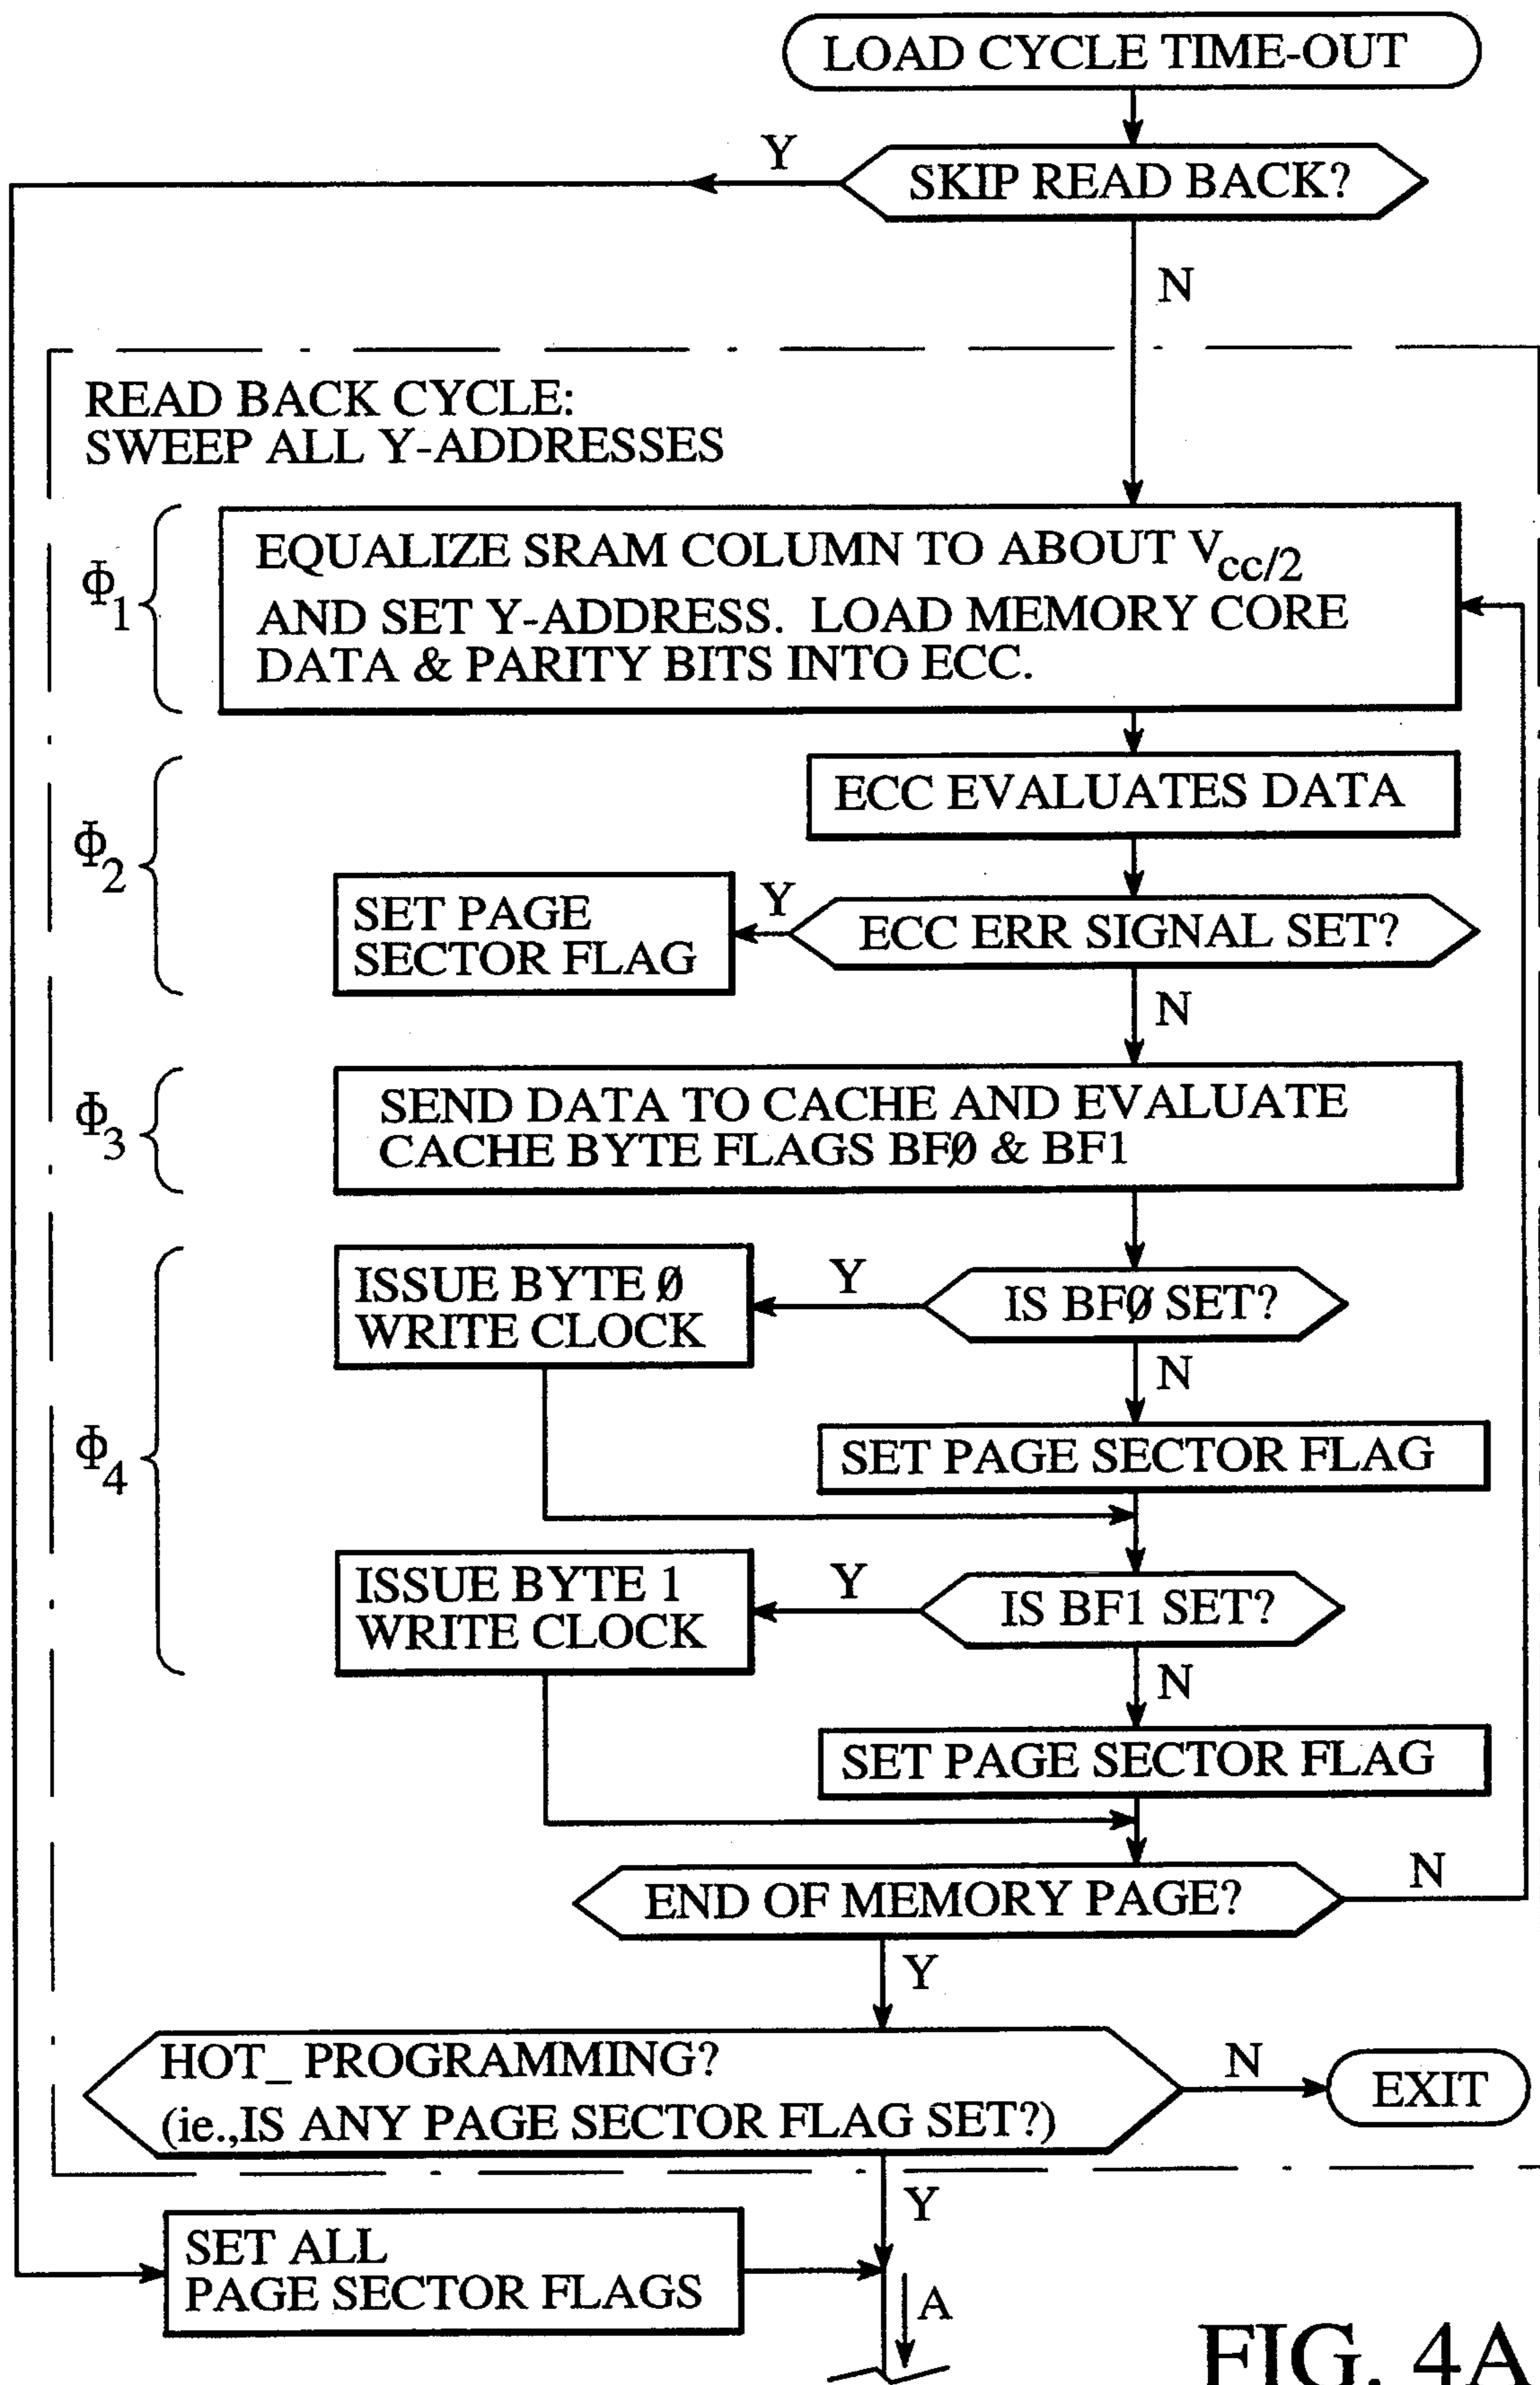 LOAD CYCLE TIME-OUT
Y
SKIP READ BACK?
N
READ BACK CYCLE:
SWEEP ALL Y-ADDRESSES
Φ1
EQUALIZE SRAM COLUMN TO ABOUT Vcc/2
AND SET Y-ADDRESS. LOAD MEMORY CORE
DATA & PARITY BITS INTO ECC.
Φ2
ECC EVALUATES DATA
SET PAGE
SECTOR FLAG
Y
ECC ERR SIGNAL SET?
N
Φ3
SEND DATA TO CACHE AND EVALUATE
CACHE BYTE FLAGS BF0 & BF1
Φ4
ISSUE BYTE 0
WRITE CLOCK
Y
IS BF0 SET?
N
SET PAGE SECTOR FLAG
ISSUE BYTE 1
WRITE CLOCK
Y
IS BF1 SET?
N
SET PAGE SECTOR FLAG
END OF MEMORY PAGE?
N
Y
HOT_ PROGRAMMING?
(ie.,IS ANY PAGE SECTOR FLAG SET?)
N
EXIT
Y
SET ALL
PAGE SECTOR FLAGS
A
FIG. 4A